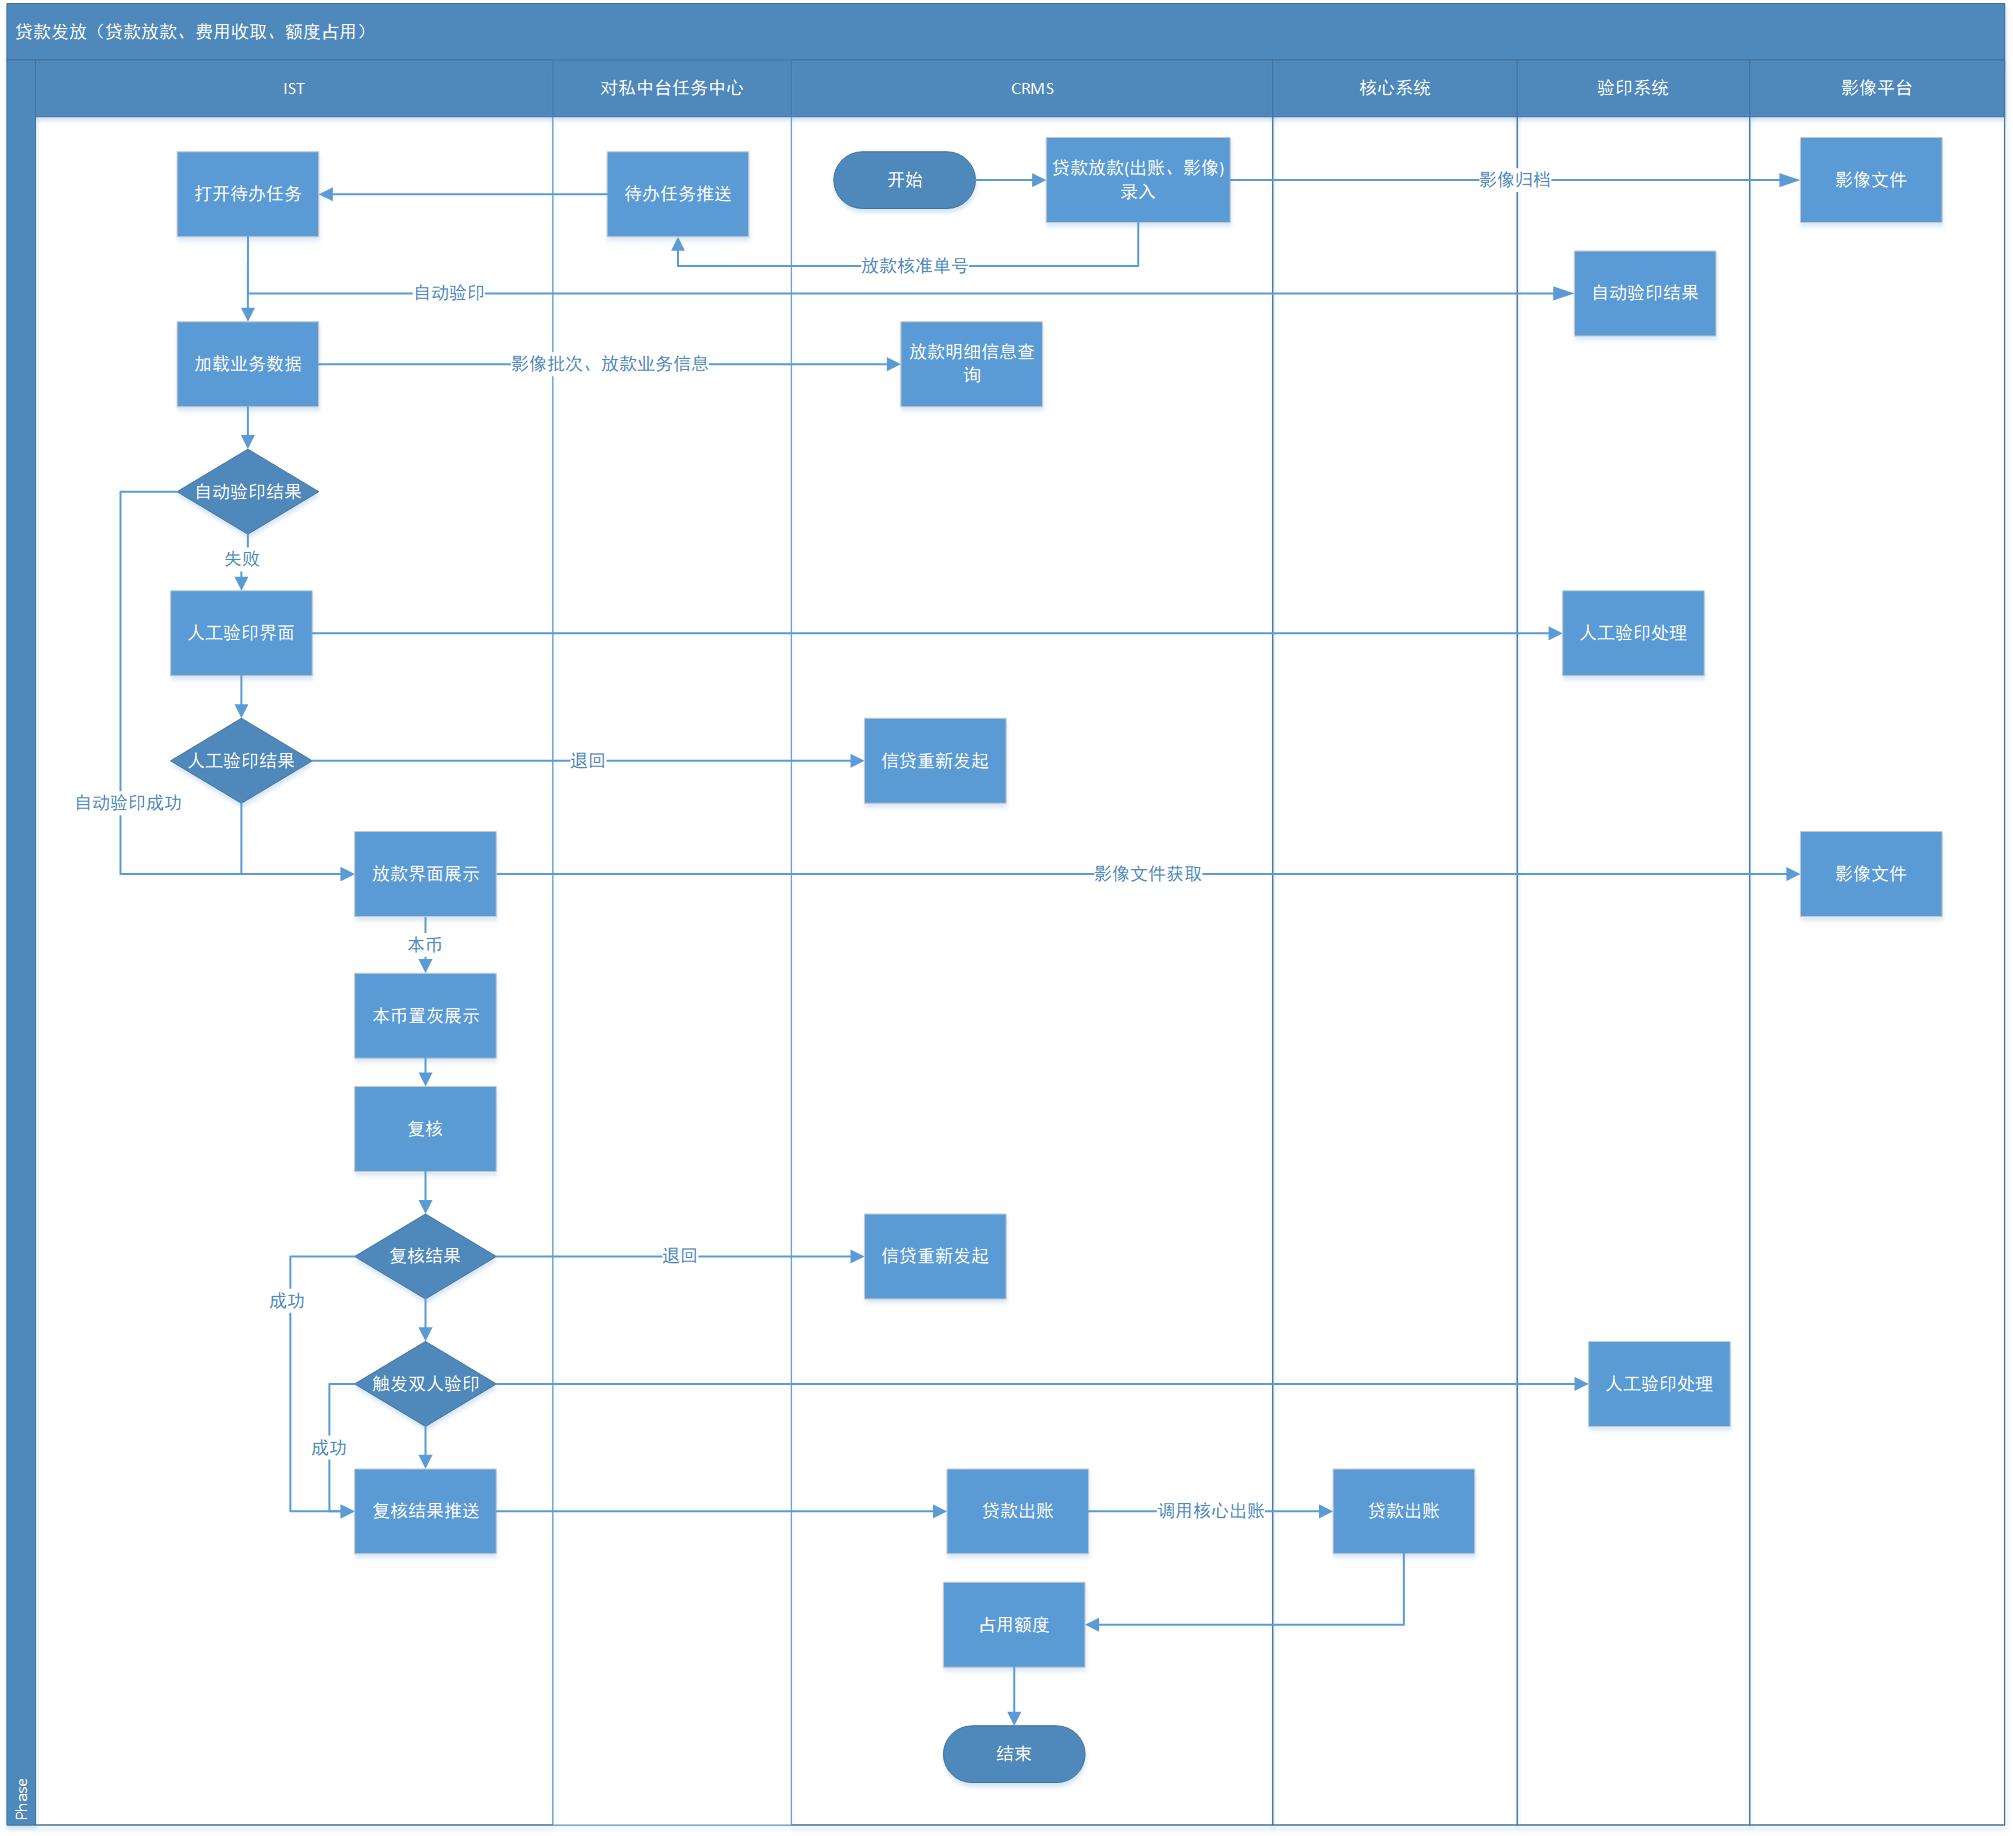 贷款发放（贷款放款、费用收取、额度占用）
IST
对私中台任务中心
CRMS
核心系统
验印系统
影像平台
打开待办任务
待办任务推送
开始
贷款放款(出账、影像)
录入
影像归档
影像文件
放款核准单号
自动验印
自动验印结果
加载业务数据
影像批次、放款业务信息
放款明细信息查
询
自动验印结果
失败
人工验印界面
人工验印处理
人工验印结果
退回
信贷重新发起
自动验印成功
放款界面展示
影像文件获取
影像文件
本币
本币置灰展示
复核
复核结果
退回
信贷重新发起
成功
触发双人验印
人工验印处理
成功
复核结果推送
贷款出账
调用核心出账
贷款出账
占用额度
结束
Phase